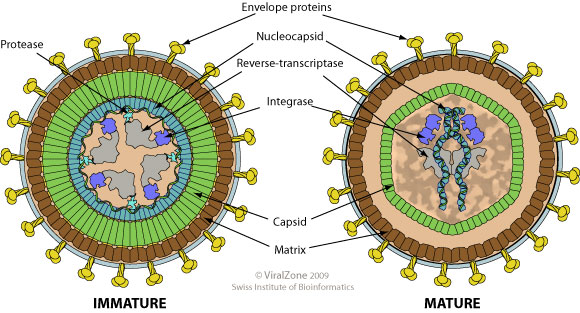 Envelope proteins
Protease
Nucleocapsid
Reverse-transcriptase
Integrase
Capsid
Matrix
© ViralZone 2009
Swiss Institute of Bioinformatics
IMMATURE
MATURE